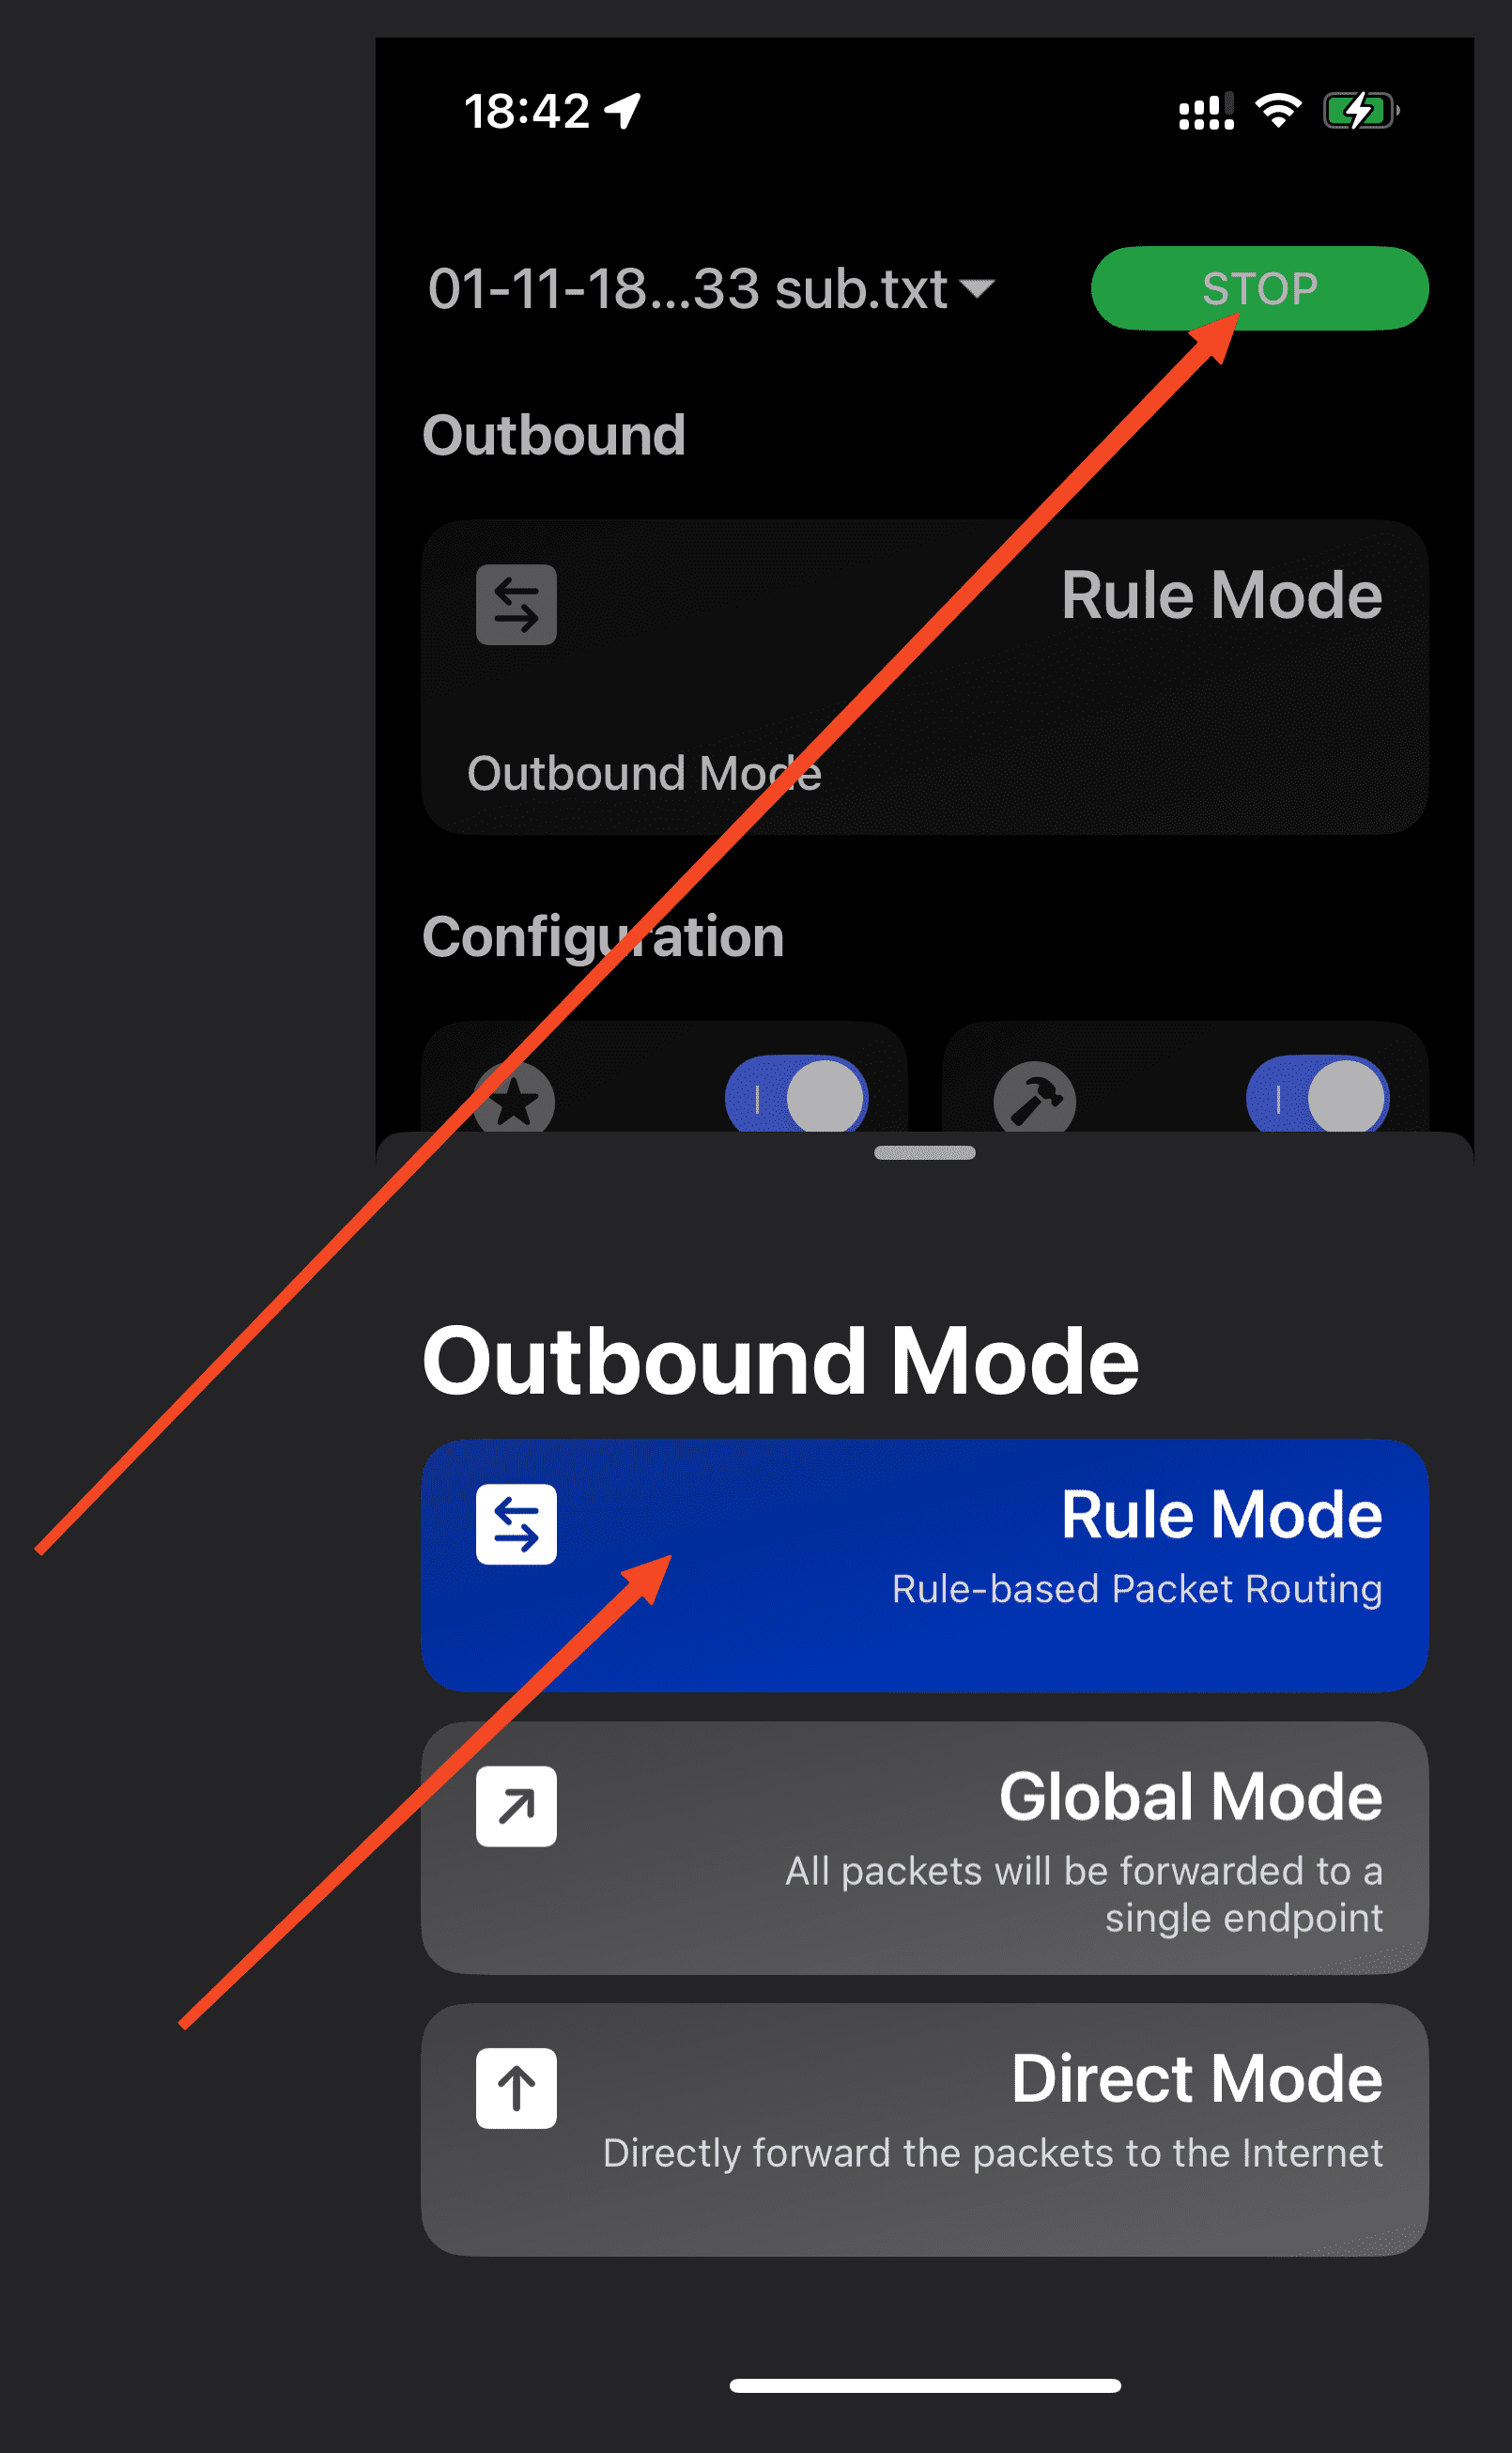 18:42
01-11-18...33 sub.txt
STOP
Outbound
Rule Mode
Outbound Mode
Configuration
Outbound Mode
Rule Mode
Rule-based Packet Routing
Global Mode
All packets will be forwarded to a
single endpoint
Direct Mode
Directly forward the packets to the Internet